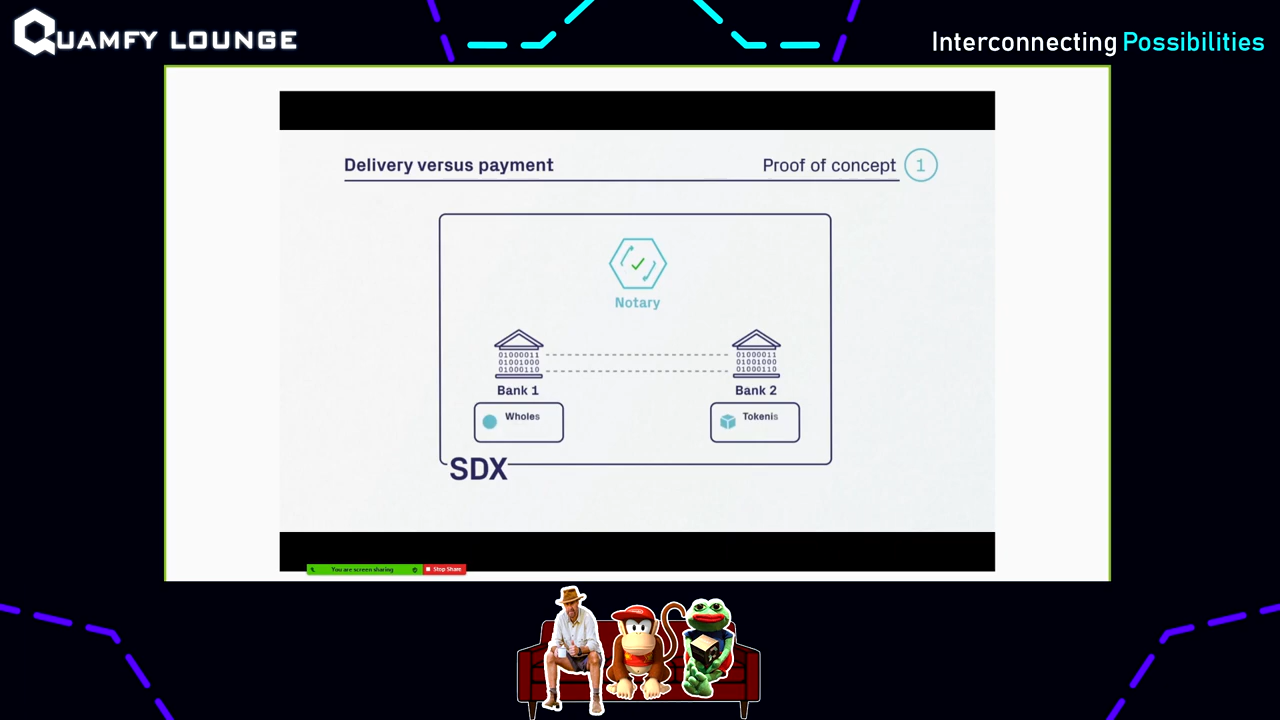 QUAMFY LOUNGE
Interconnecting Possibilities
Delivery versus payment
Proof of concept 1
Notary
01000011
01001000
01000110
01000011
01001000
01000110
Bank 1
Bank 2
Wholes
Tokenis
SDX
You are screen sharing
Stop Share